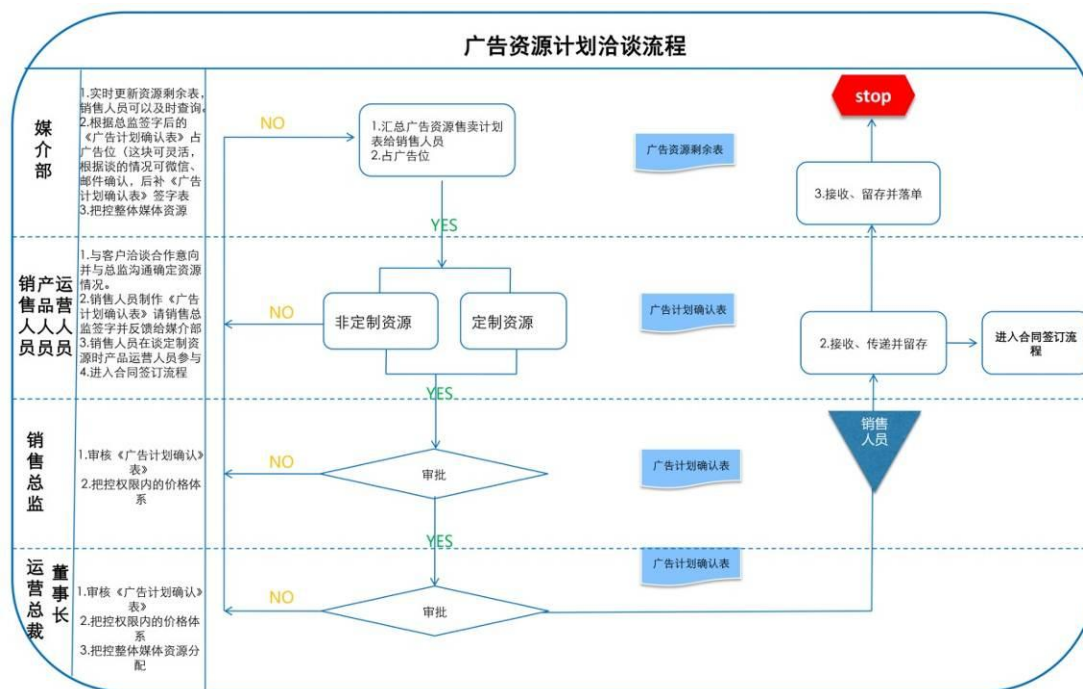 广告资源计划洽谈流程
媒介部
1.实时更新资源剩余表，
销售人员可以及时查询。
2.根据总监签字后的
《广告计划确认表》占
广告位（这块可灵活，
根据谈的情况可微信、
邮件确认，后补《广告
计划确认表》签字表
3.把控整体媒体资源
NO
1.汇总广告资源售卖计划
表给销售人员
2.占广告位
YES
广告资源剩余表
stop
3.接收、留存并落单
销售人员
产品人员
运营人员
1.与客户洽谈合作意向
并与总监沟通确定资源
情况。
2.销售人员制作《广告
计划确认表》请销售总
监签字并反馈给媒介部
3.销售人员在谈定制资
源时产品运营人员参与
4.进入合同签订流程
NO
非定制资源
定制资源
YES
广告计划确认表
2.接收、传递并留存
进入合同签订流
程
销售总监
1.审核《广告计划确认》
表》
2.把控权限内的价格体
系
NO
审批
YES
广告计划确认表
销售
人员
运营总裁
董事长
1.审核《广告计划确认》
表》
2.把控权限内的价格体
系
3.把控整体媒体资源分
配
NO
审批
广告计划确认表